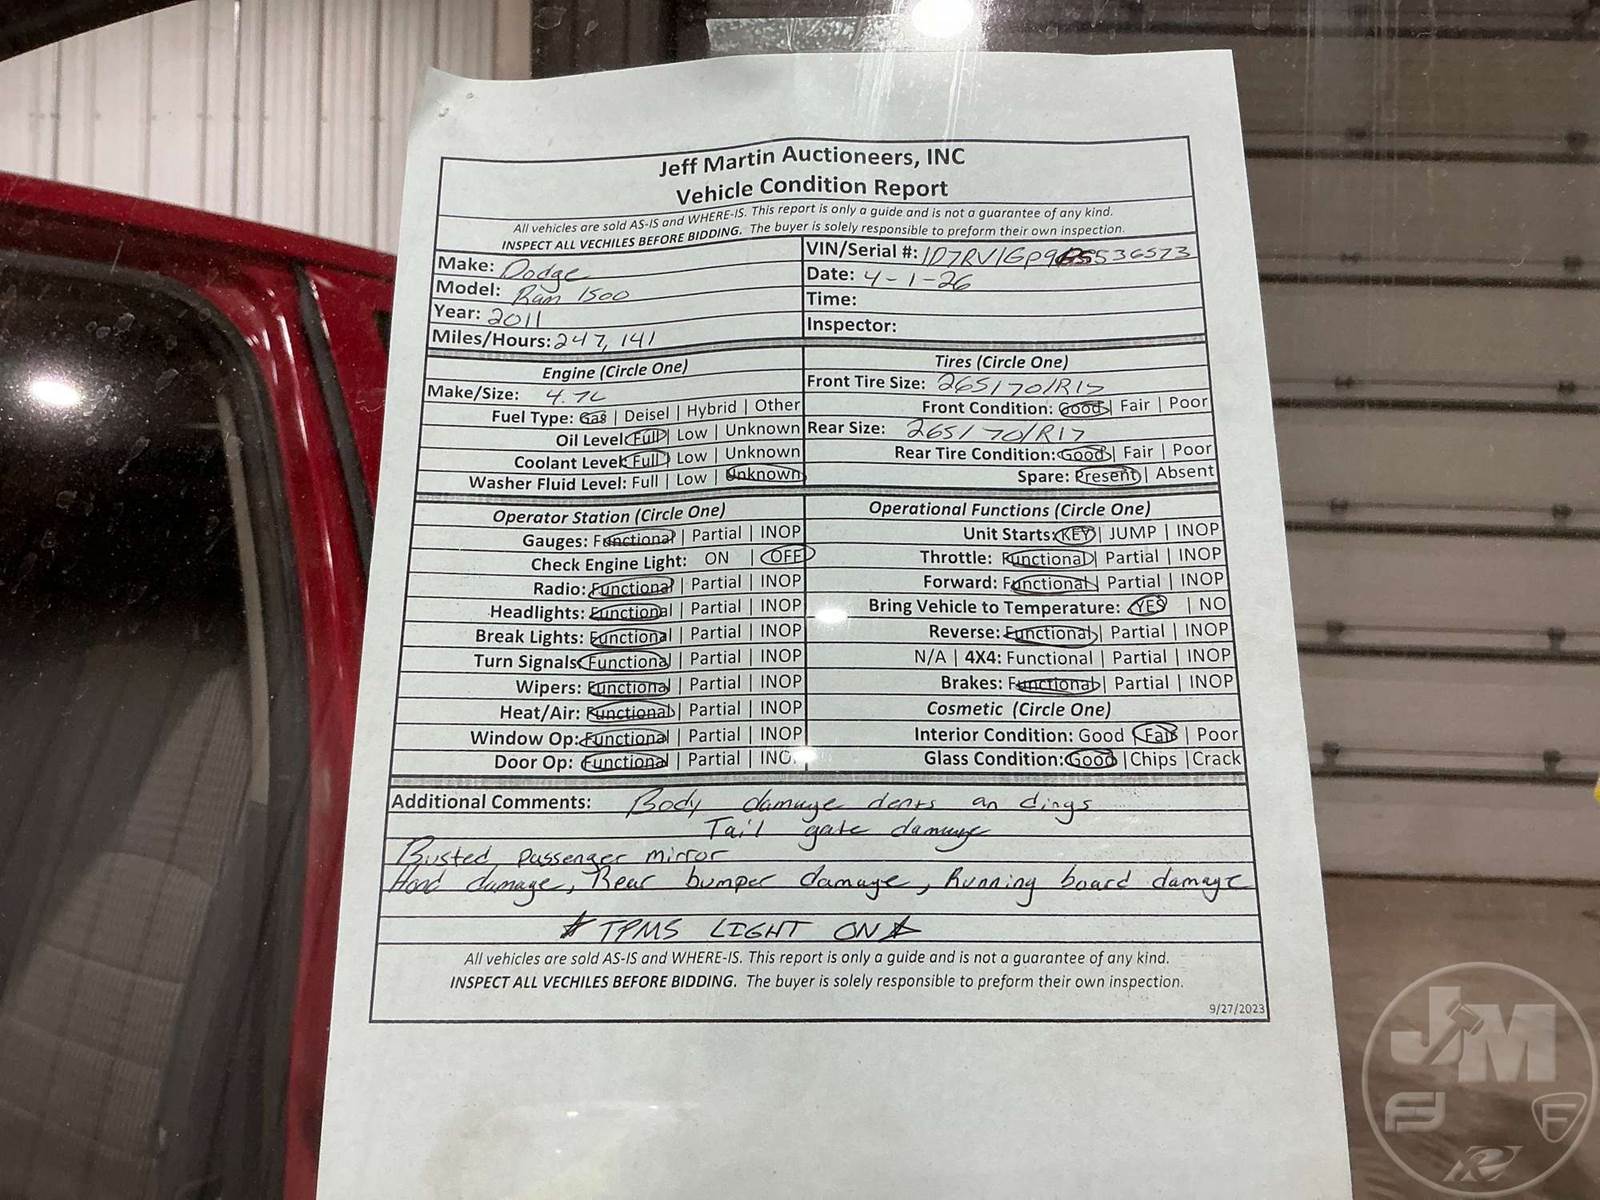 Jeff Martin Auctioneers, INC
Vehicle Condition Report
All vehicles are sold AS-IS and WHERE-IS. This report is only a guide and is not a guarantee of any kind.
INSPECT ALL VECHILES BEFORE BIDDING. The buyer is solely responsible to preform their own inspection.
Make: Dodge
Model: Ram 1500
Year: 2011
Miles/Hours: 247,141
VIN/Serial #:
Date: 4-1-26
Time:
Inspector:
Engine (Circle One)
Make/Size: 4.7L
Fuel Type: Gas | Deisel | Hybrid | Other
Oil Level: Full | Low | Unknown
Coolant Level: Full | Low | Unknown
Washer Fluid Level: Full | Low | Unknown
Tires (Circle One)
Front Tire Size: 265/70/R17
Front Condition: Good | Fair | Poor
Rear Size: 265/70/R17
Rear Tire Condition: Good | Fair | Poor
Spare: Present | Absent
Operator Station (Circle One)
Gauges: Functional | Partial | INOP
Check Engine Light: ON | OFF
Radio: Functional | Partial | INOP
Headlights: Functional | Partial | INOP
Break Lights: Functional | Partial | INOP
Turn Signals: Functional | Partial | INOP
Wipers: Functional | Partial | INOP
Heat/Air: Functional | Partial | INOP
Window Op: Functional | Partial | INOP
Door Op: Functional | Partial |
Operational Functions (Circle One)
Unit Starts: KEY | JUMP | INOP
Throttle: Functional | Partial | INOP
Forward: Functional | Partial | INOP
Bring Vehicle to Temperature: YES | NO
Reverse: Functional | Partial | INOP
N/A | 4X4: Functional | Partial | INOP
Brakes: Functional | Partial | INOP
Cosmetic (Circle One)
Interior Condition: Good | Fair | Poor
Glass Condition: Good | Chips | Crack
Additional Comments: Body damage dents an dings
Tail gate damage
Busted passenger mirror
Hood damage, Rear bumper damage, Running board damage
TPMS LIGHT ON
All vehicles are sold AS-IS and WHERE-IS. This report is only a guide and is not a guarantee of any kind.
INSPECT ALL VECHILES BEFORE BIDDING. The buyer is solely responsible to preform their own inspection.
9/27/2023
JM